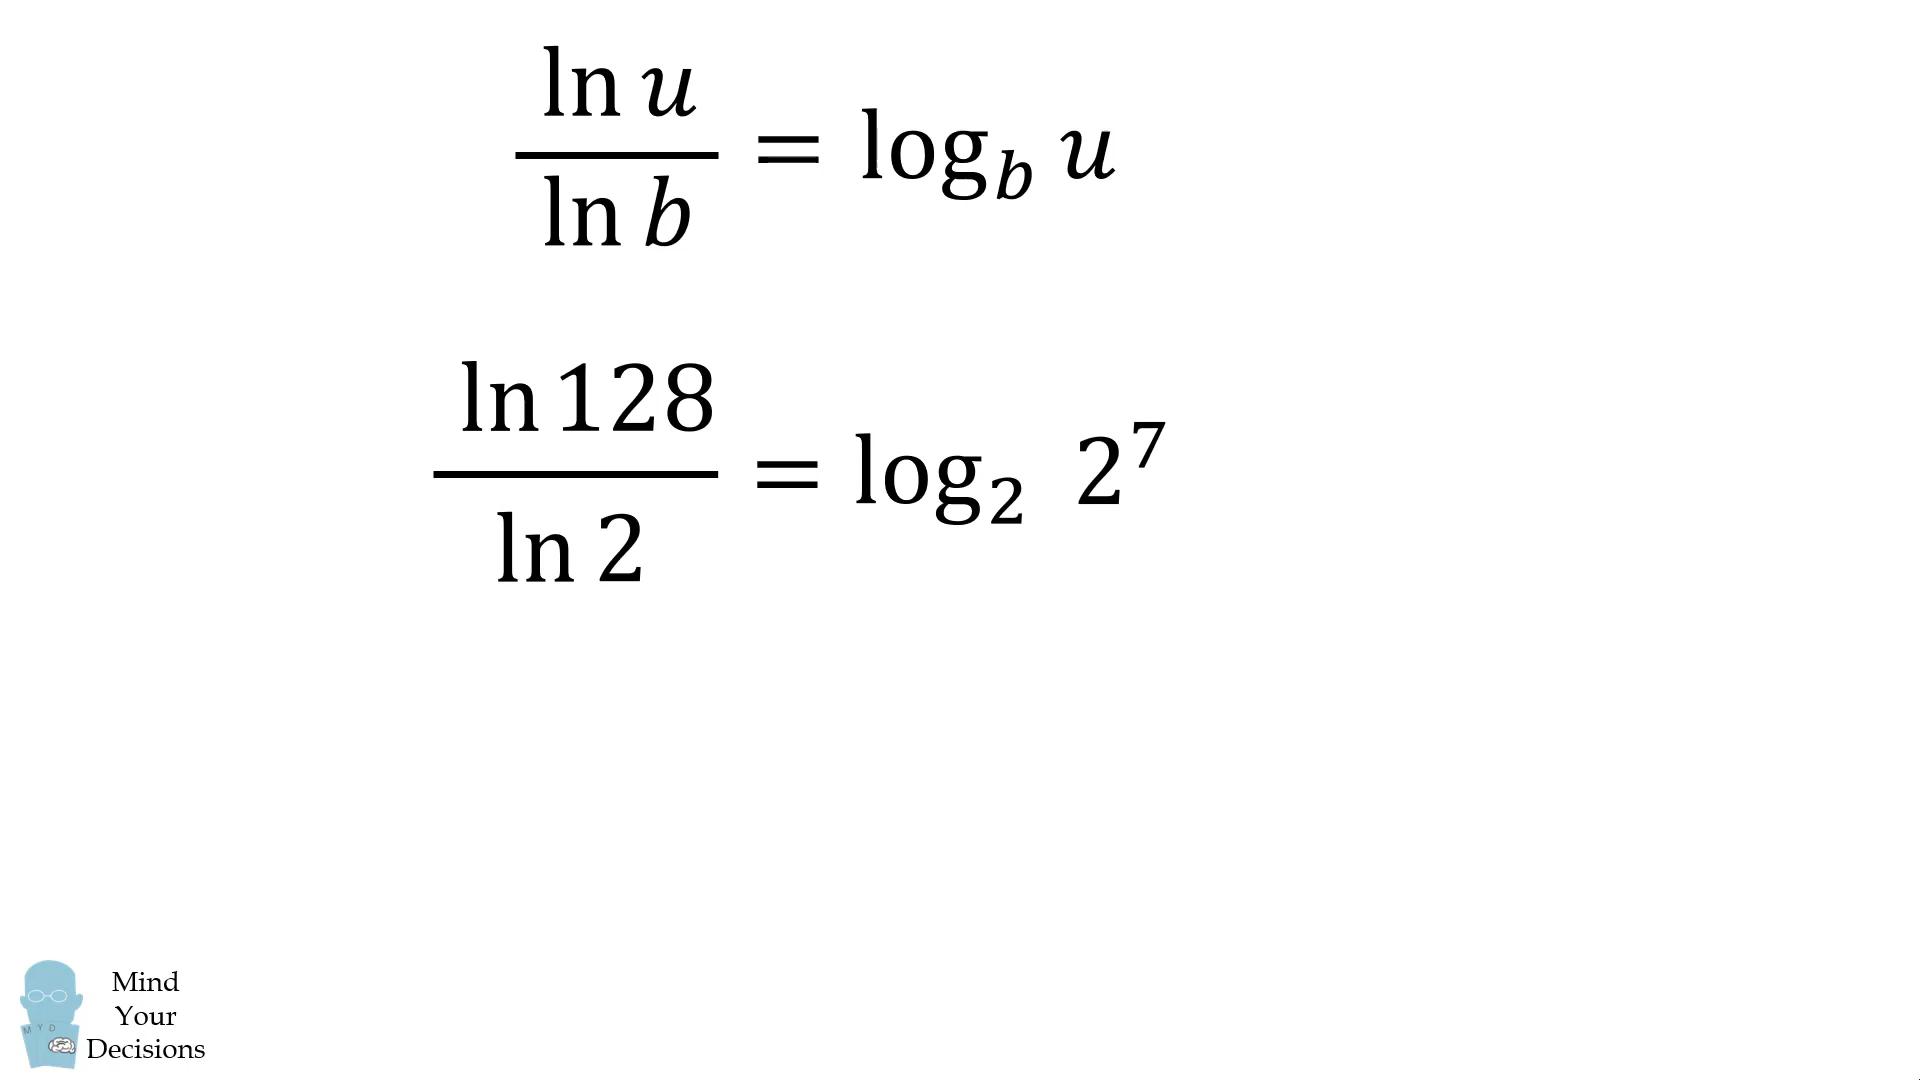 ln u / ln b = log_b u
ln 128 / ln 2 = log_2 2^7
M Y D
Mind
Your
Decisions